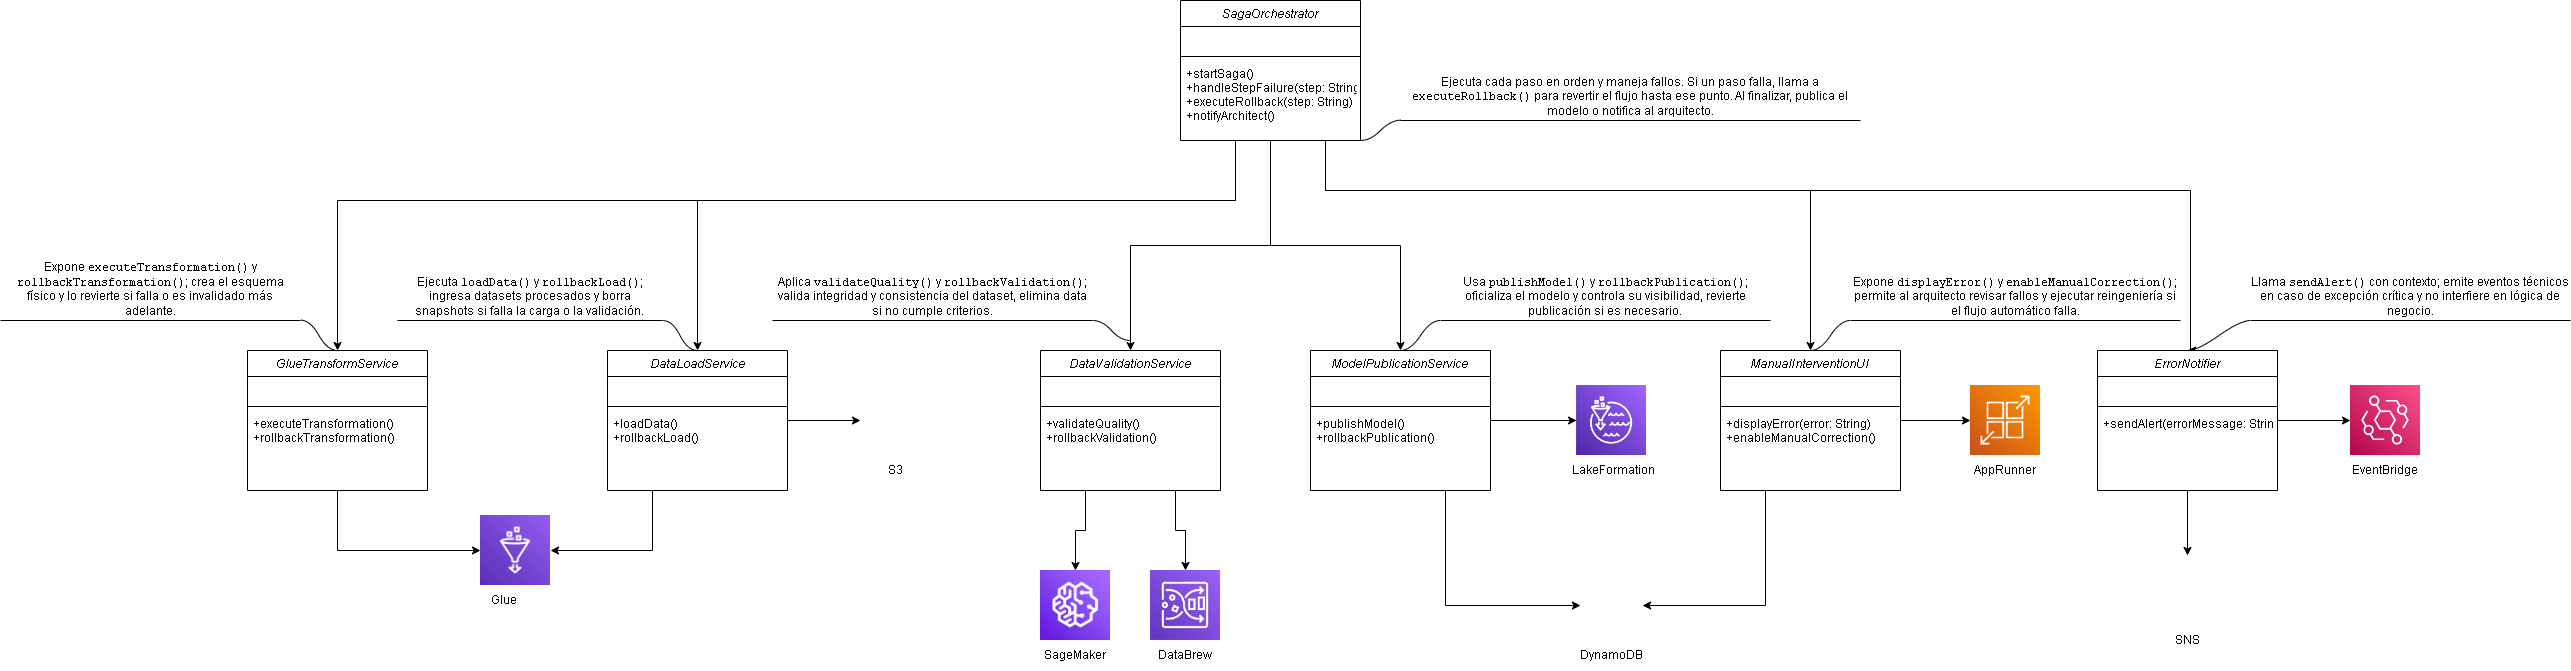 SagaOrchestrator
+startSaga()
+handleStepFailure(step: String
+executeRollback(step: String)
+notifyArchitect()
Ejecuta cada paso en orden y maneja fallos. Si un paso falla, llama a
executeRollback() para revertir el flujo hasta ese punto. Al finalizar, publica el
modelo o notifica al arquitecto.
Expone executeTransformation() y
rollbackTransformation(); crea el esquema
físico y lo revierte si falla o es invalidado más
adelante.
Ejecuta loadData() y rollbackLoad();
ingresa datasets procesados y borra
snapshots si falla la carga o la validación.
Aplica validateQuality() y rollbackValidation();
valida integridad y consistencia del dataset, elimina data
si no cumple criterios.
Usa publishModel() y rollbackPublication();
oficializa el modelo y controla su visibilidad, revierte
publicación si es necesario.
Expone displayError() y enableManualCorrection();
permite al arquitecto revisar fallos y ejecutar reingeniería si
el flujo automático falla.
Llama sendAlert() con contexto; emite eventos técnicos
en caso de excepción crítica y no interfiere en lógica de
negocio.
GlueTransformService
+executeTransformation()
+rollbackTransformation()
DataLoadService
+loadData()
+rollbackLoad()
DataValidationService
+validateQuality()
+rollbackValidation()
ModelPublicationService
+publishModel()
+rollbackPublication()
ManualInterventionUI
+displayError(error: String)
+enableManualCorrection()
ErrorNotifier
+sendAlert(errorMessage: Strin
S3
LakeFormation
AppRunner
EventBridge
Glue
SageMaker
DataBrew
DynamoDB
SNS